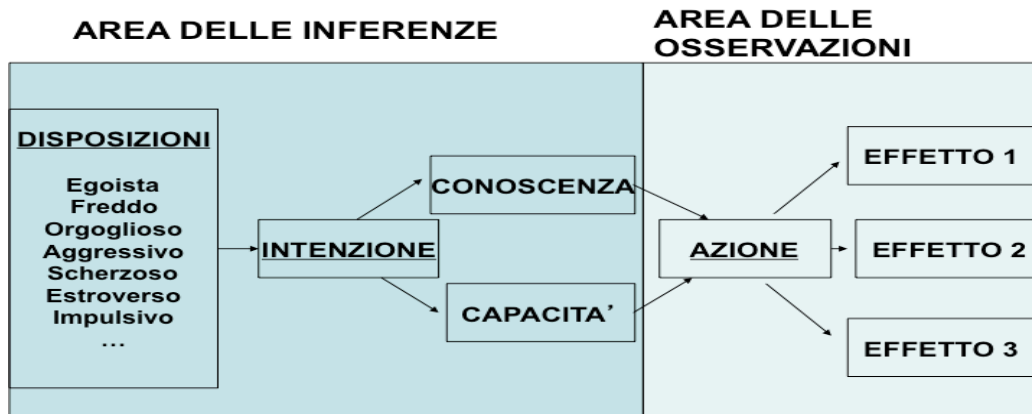 AREA DELLE INFERENZE
AREA DELLE
OSSERVAZIONI
DISPOSIZIONI
Egoista
Freddo
Orgoglioso
Aggressivo
Scherzoso
Estroverso
Impulsivo
…
INTENZIONE
CONOSCENZA
CAPACITA’
AZIONE
EFFETTO 1
EFFETTO 2
EFFETTO 3